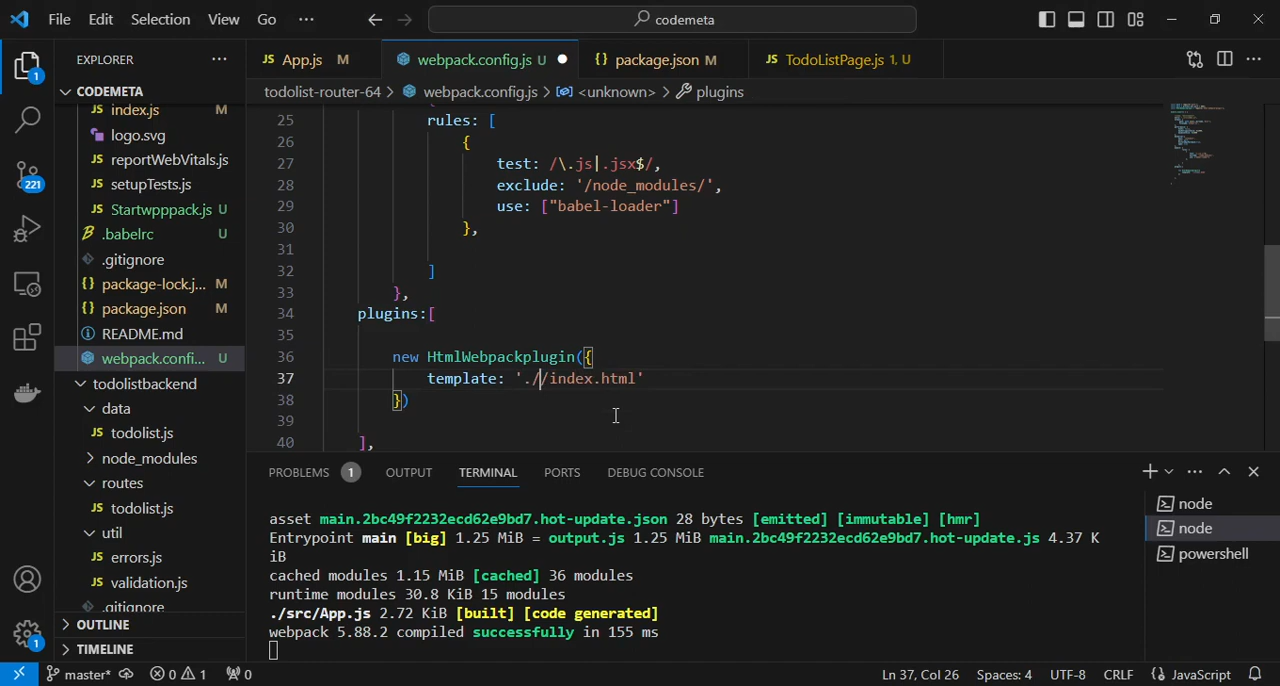 File Edit Selection View Go ··· codemeta
EXPLORER ···
CODEMETA
index.js M
logo.svg
reportWebVitals.js
setupTests.js
Startwpppack.js U
.babelrc U
.gitignore
package-lock.j... M
package.json M
README.md
webpack.confi... U
todolistbackend
data
todolist.js
node_modules
routes
todolist.js
util
errors.js
validation.js
.gitignore
OUTLINE
TIMELINE
1
221
1
JS App.js M webpack.config.js U {} package.json M JS TodoListPage.js 1, U ···
todolist-router-64 > webpack.config.js > <unknown> > plugins
25 rules: [
26 {
27 test: /\.js|.jsx$/,
28 exclude: '/node_modules/',
29 use: ["babel-loader"]
30 },
31
32 ]
33 },
34 plugins:[
35
36 new HtmlWebpackplugin({
37 template: './/index.html'
38 })
39
40 ],
PROBLEMS 1 OUTPUT TERMINAL PORTS DEBUG CONSOLE
asset main.2bc49f2232ecd62e9bd7.hot-update.json 28 bytes [emitted] [immutable] [hmr]
Entrypoint main [big] 1.25 MiB = output.js 1.25 MiB main.2bc49f2232ecd62e9bd7.hot-update.js 4.37 K
iB
cached modules 1.15 MiB [cached] 36 modules
runtime modules 30.8 KiB 15 modules
./src/App.js 2.72 KiB [built] [code generated]
webpack 5.88.2 compiled successfully in 155 ms
node
node
powershell
master* 0 1 0 Ln 37, Col 26 Spaces: 4 UTF-8 CRLF {} JavaScript